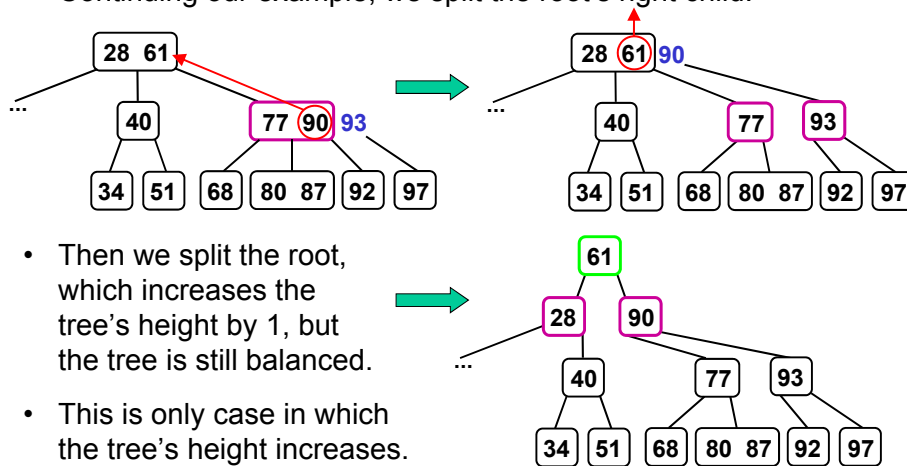 Continuing our example, we split the root's right child:
28 61
...
40
77 90 93
34 51 68 80 87 92 97
28 61 90
...
40
77
93
34 51 68 80 87 92 97
• Then we split the root,
which increases the
tree's height by 1, but
the tree is still balanced.
• This is only case in which
the tree's height increases.
61
28
90
...
40
77
93
34 51 68 80 87 92 97